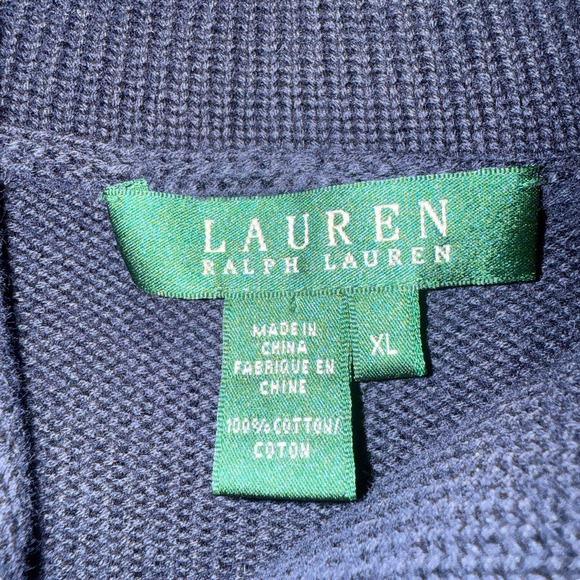 LAUREN
RALPH LAUREN
MADE IN
CHINA
FABRIQUE EN
CHINE
100% COTTON/
COTON
XL